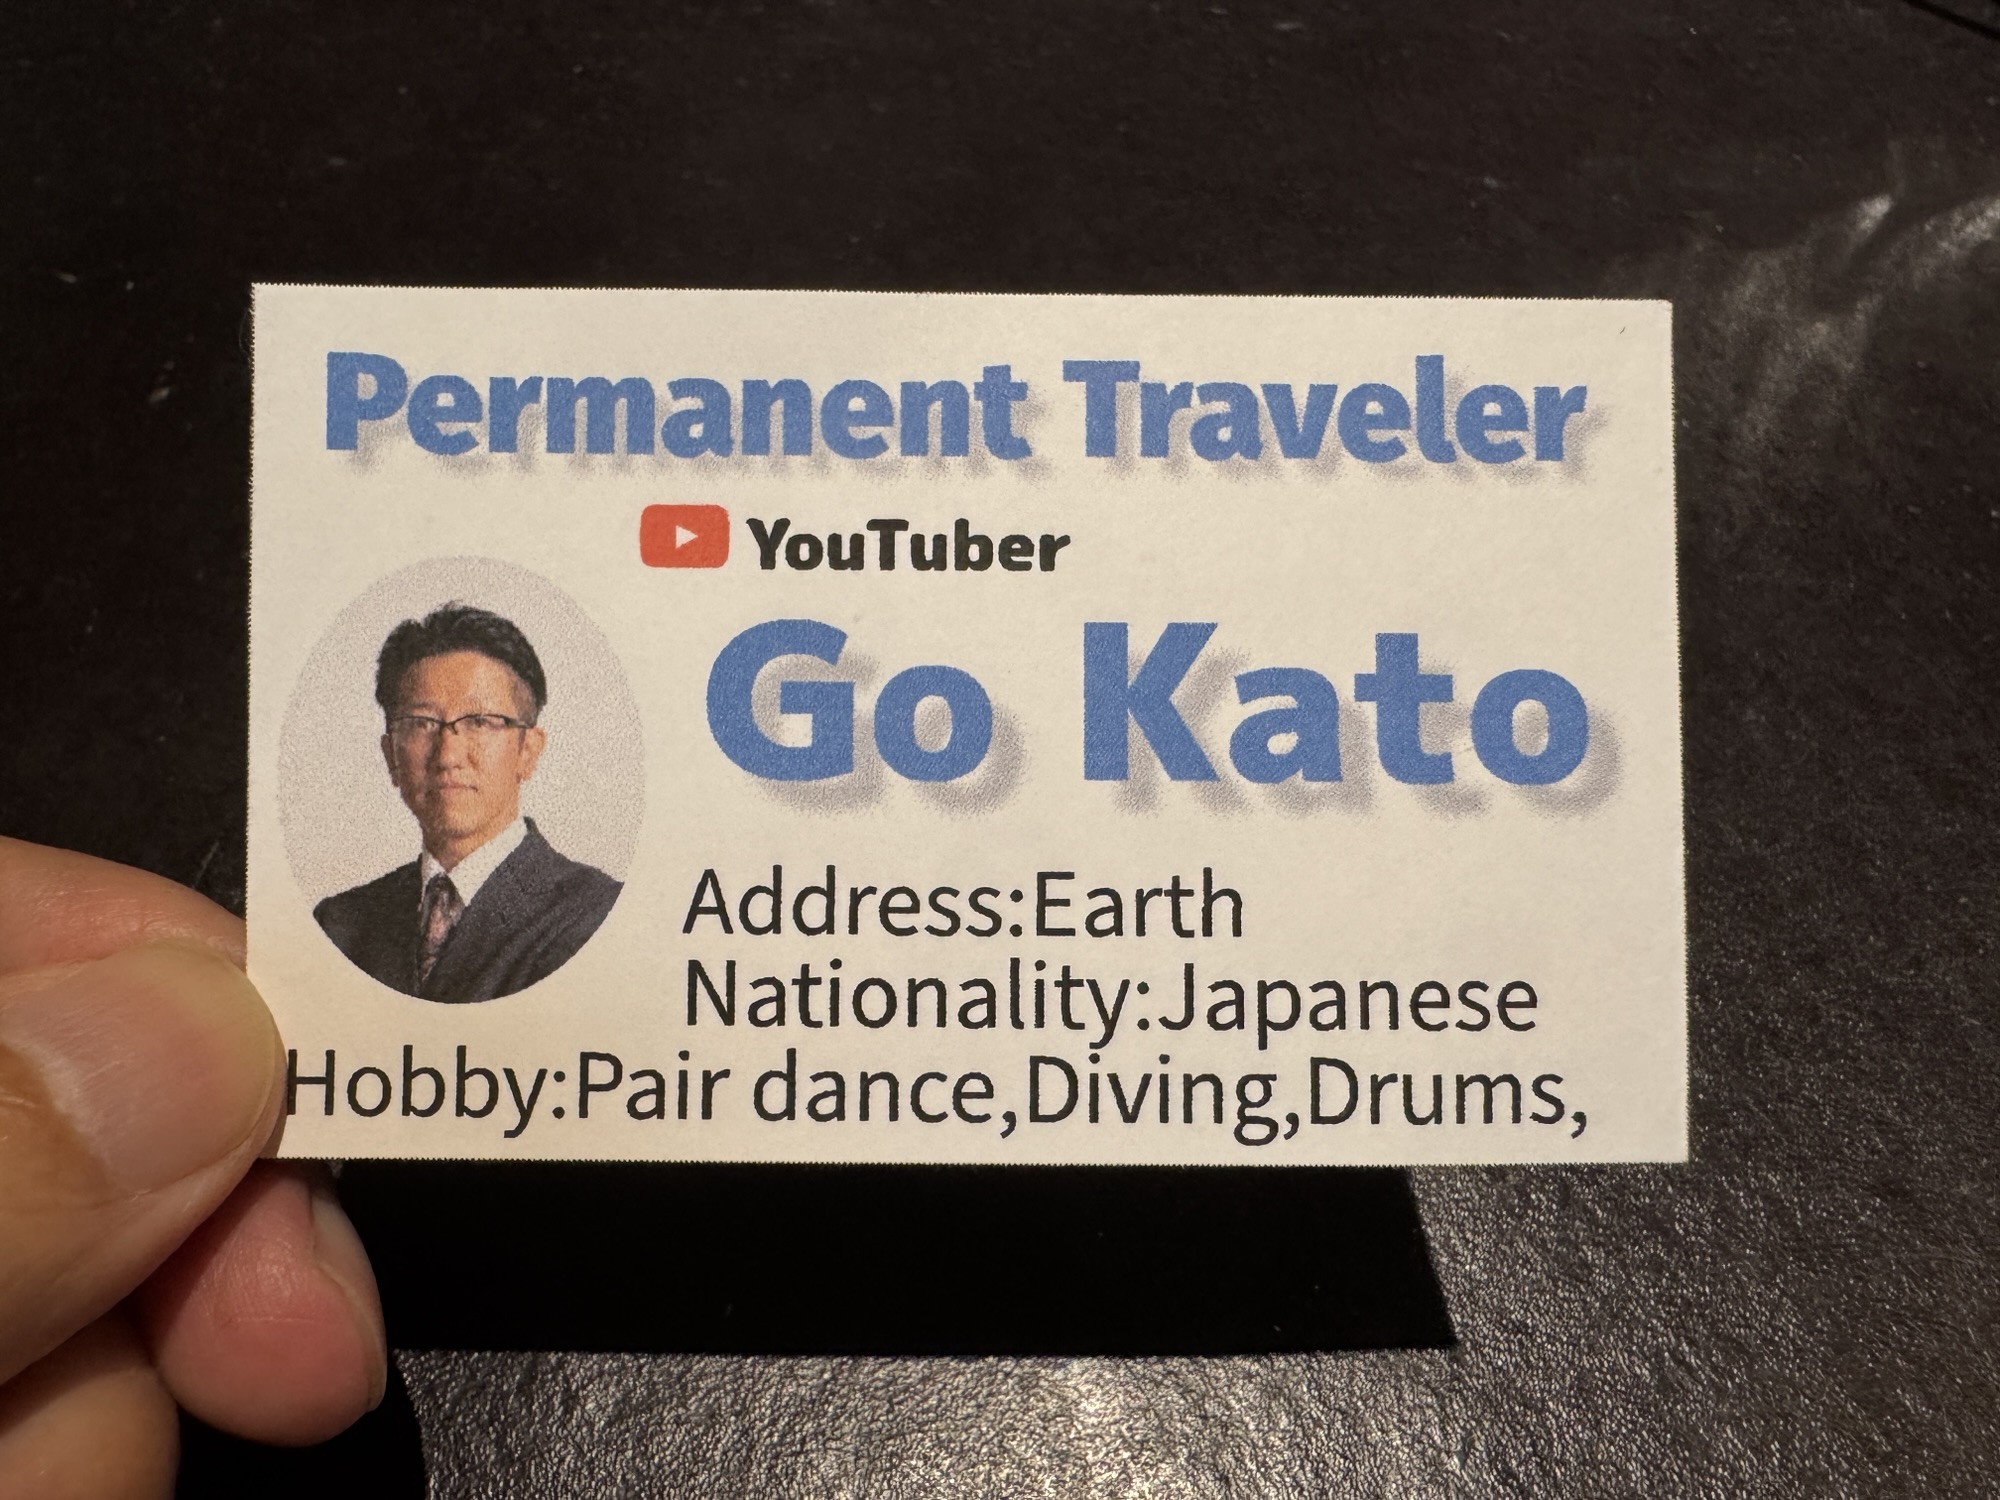 Permanent Traveler
YouTuber
Go Kato
Address:Earth
Nationality:Japanese
Hobby:Pair dance,Diving,Drums,